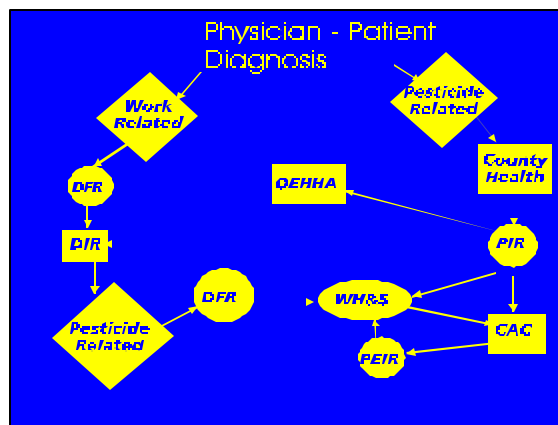 Physician - Patient
Diagnosis
Work
Related
Pesticide
Related
DFR
County
Health
OEHHA
DIR
PIR
DFR
WH&S
Pesticide
Related
CAC
PEIR